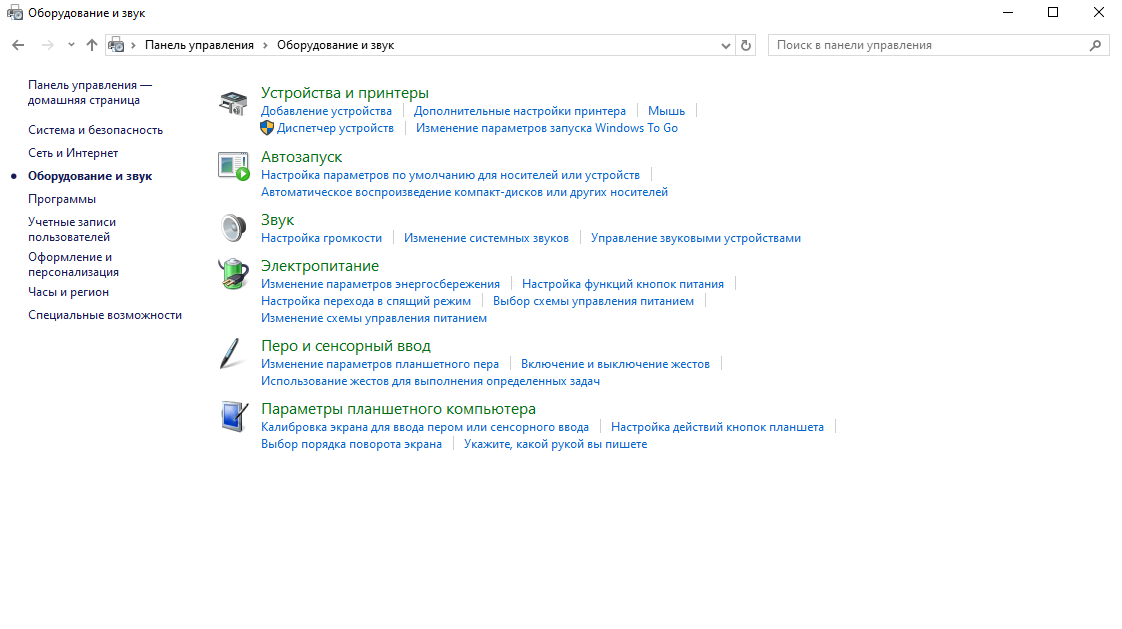 Оборудование и звук
Панель управления › Оборудование и звук
Поиск в панели управления
Панель управления —
домашняя страница
Система и безопасность
Сеть и Интернет
Оборудование и звук
Программы
Учетные записи
пользователей
Оформление и
персонализация
Часы и регион
Специальные возможности
Устройства и принтеры
Добавление устройства | Дополнительные настройки принтера | Мышь |
Диспетчер устройств | Изменение параметров запуска Windows To Go
Автозапуск
Настройка параметров по умолчанию для носителей или устройств |
Автоматическое воспроизведение компакт-дисков или других носителей
Звук
Настройка громкости | Изменение системных звуков | Управление звуковыми устройствами
Электропитание
Изменение параметров энергосбережения | Настройка функций кнопок питания |
Настройка перехода в спящий режим | Выбор схемы управления питанием |
Изменение схемы управления питанием
Перо и сенсорный ввод
Изменение параметров планшетного пера | Включение и выключение жестов |
Использование жестов для выполнения определенных задач
Параметры планшетного компьютера
Калибровка экрана для ввода пером или сенсорного ввода | Настройка действий кнопок планшета |
Выбор порядка поворота экрана | Укажите, какой рукой вы пишете